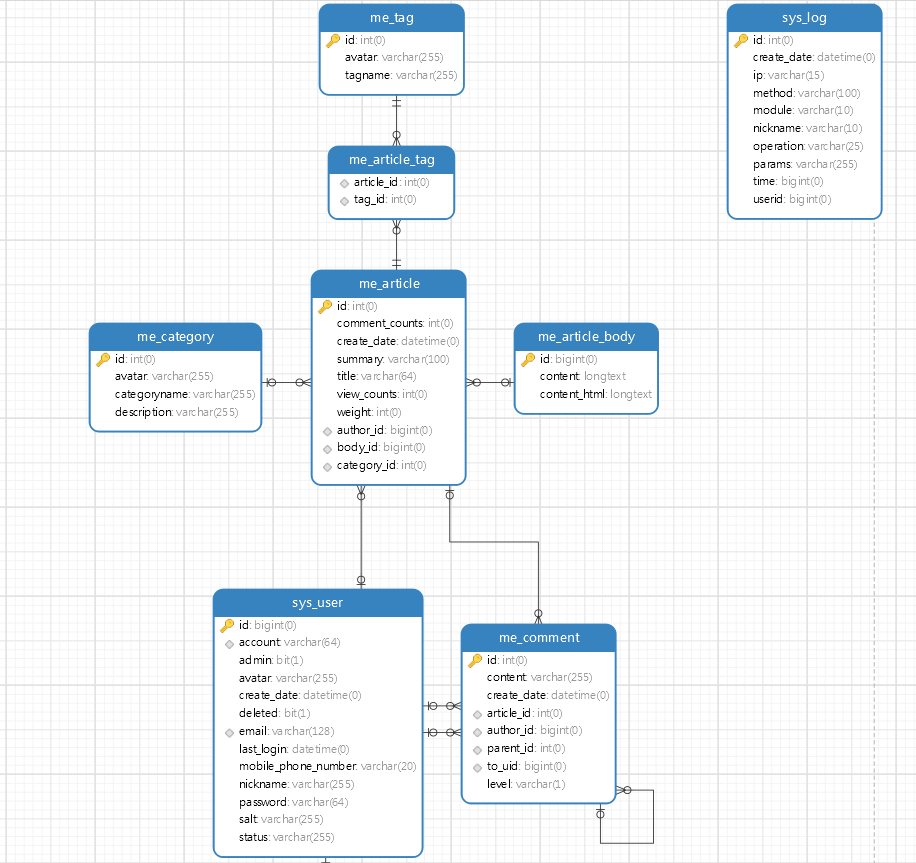 me_tag
id: int(0)
avatar: varchar(255)
tagname: varchar(255)
sys_log
id: int(0)
create_date: datetime(0)
ip: varchar(15)
method: varchar(100)
module: varchar(10)
nickname: varchar(10)
operation: varchar(25)
params: varchar(255)
time: bigint(0)
userid: bigint(0)
me_article_tag
article_id: int(0)
tag_id: int(0)
me_article
id: int(0)
comment_counts: int(0)
create_date: datetime(0)
summary: varchar(100)
title: varchar(64)
view_counts: int(0)
weight: int(0)
author_id: bigint(0)
body_id: bigint(0)
category_id: int(0)
me_category
id: int(0)
avatar: varchar(255)
categoryname: varchar(255)
description: varchar(255)
me_article_body
id: bigint(0)
content: longtext
content_html: longtext
sys_user
id: bigint(0)
account: varchar(64)
admin: bit(1)
avatar: varchar(255)
create_date: datetime(0)
deleted: bit(1)
email: varchar(128)
last_login: datetime(0)
mobile_phone_number: varchar(20)
nickname: varchar(255)
password: varchar(64)
salt: varchar(255)
status: varchar(255)
me_comment
id: int(0)
content: varchar(255)
create_date: datetime(0)
article_id: int(0)
author_id: bigint(0)
parent_id: int(0)
to_uid: bigint(0)
level: varchar(1)